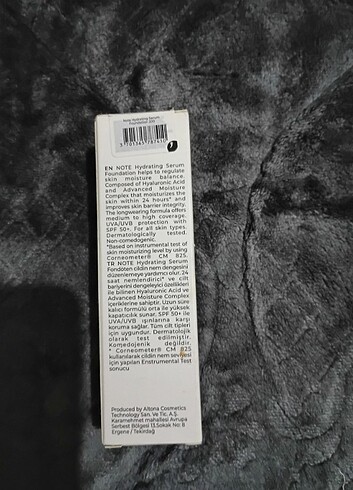 Note Hydrating Serum
Foundation
EN NOTE Hydrating Serum
Foundation helps to regulate
skin moisture balance.
Composed of Hyaluronic Acid
and Advanced Moisture
Complex that moisturizes the
skin within 24 hours* and
improves skin barrier integrity.
The longwearing formula offers
medium to high coverage.
UVA/UVB protection with
SPF 50+. For all skin types.
Dermatologically tested.
Non-comedogenic.
*Based on instrumental test of
skin moisturizing level by using
Corneometer® CM 825.
TR NOTE Hydrating Serum
Fondöten cildin nem dengesini
düzenlemeye yardımcı olur. 24
saat nemlendirici* ve cilt
bariyerini dengeleyici özellikleri
ile bilinen Hyaluronic Acid ve
Advanced Moisture Complex
içeriklerine sahiptir. Uzun süre
kalıcı formülü orta ile yüksek
kapatıcılık sunar. SPF 50+ ile
UVA/UVB ışınlarına karşı
koruma sağlar. Tüm cilt tipleri
için uygundur. Dermatolojik
olarak test edilmiştir.
Komedojenik değildir.
* Corneometer® CM 825
kullanılarak cildin nem seviyesi
için yapılan Enstrumental Test
sonucu
Produced by Altona Cosmetics
Technology San. Ve Tic. A.Ş.
Karamehmet mahallesi Avrupa
Serbest Bölgesi 13.Sokak No: 8
Ergene / Tekirdağ